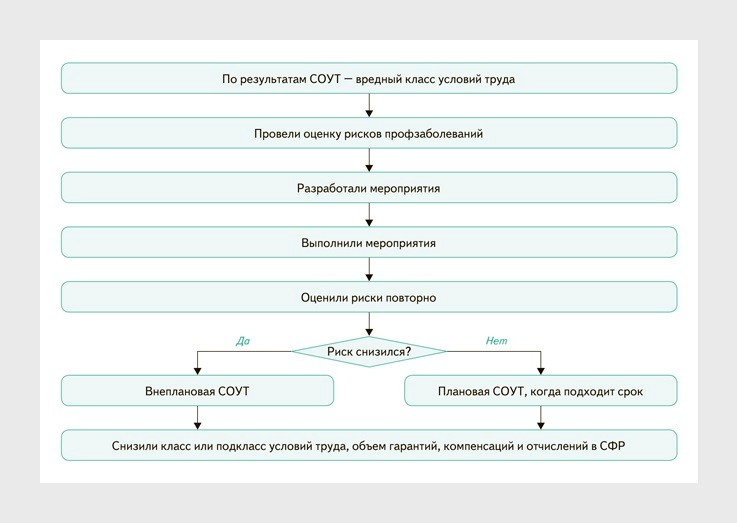 По результатам СОУТ — вредный класс условий труда
Провели оценку рисков профзаболеваний
Разработали мероприятия
Выполнили мероприятия
Оценили риски повторно
Да
Риск снизился?
Нет
Внеплановая СОУТ
Плановая СОУТ, когда подходит срок
Снизили класс или подкласс условий труда, объем гарантий, компенсаций и отчислений в СФР